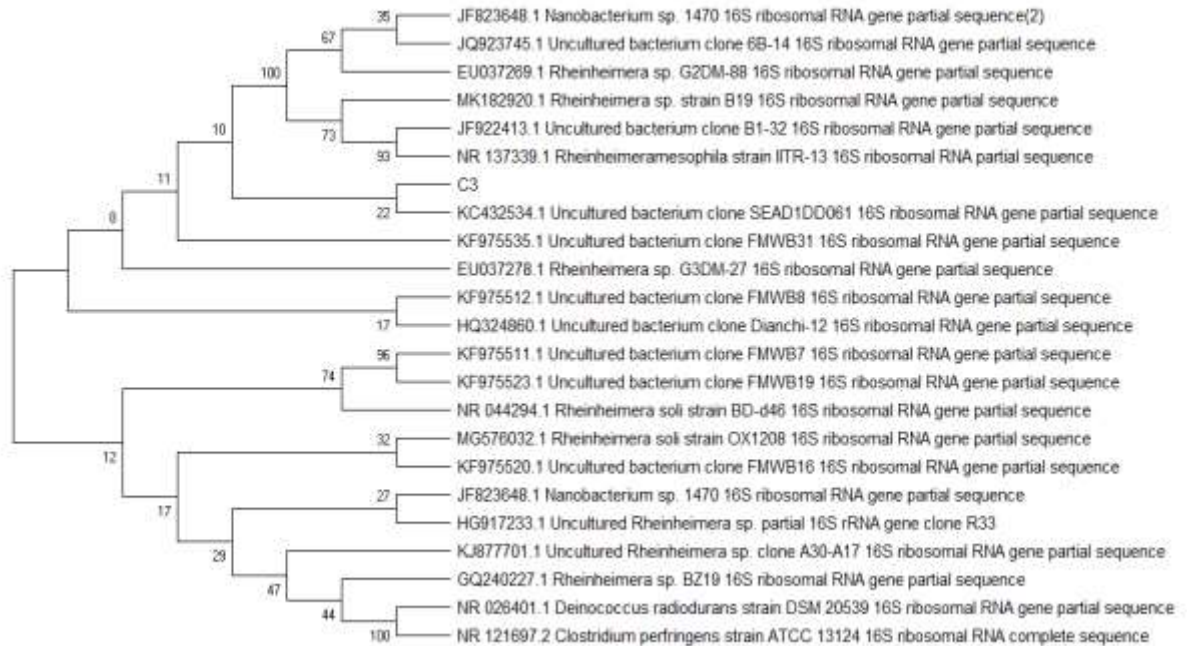 35 JF823648.1 Nanobacterium sp. 1470 16S ribosomal RNA gene partial sequence(2)
67
JQ923745.1 Uncultured bacterium clone 6B-14 16S ribosomal RNA gene partial sequence
100 EU037269.1 Rheinheimera sp. G2DM-88 16S ribosomal RNA gene partial sequence
MK182920.1 Rheinheimera sp. strain B19 16S ribosomal RNA gene partial sequence
10 73 JF922413.1 Uncultured bacterium clone B1-32 16S ribosomal RNA gene partial sequence
93 NR 137339.1 Rheinheimeramesophila strain IITR-13 16S ribosomal RNA partial sequence
11 C3
8 22 KC432534.1 Uncultured bacterium clone SEAD1DD061 16S ribosomal RNA gene partial sequence
KF975535.1 Uncultured bacterium clone FMWB31 16S ribosomal RNA gene partial sequence
EU037278.1 Rheinheimera sp. G3DM-27 16S ribosomal RNA gene partial sequence
KF975512.1 Uncultured bacterium clone FMWB8 16S ribosomal RNA gene partial sequence
17 HQ324860.1 Uncultured bacterium clone Dianchi-12 16S ribosomal RNA gene partial sequence
96 KF975511.1 Uncultured bacterium clone FMWB7 16S ribosomal RNA gene partial sequence
74 KF975523.1 Uncultured bacterium clone FMWB19 16S ribosomal RNA gene partial sequence
NR 044294.1 Rheinheimera soli strain BD-d46 16S ribosomal RNA gene partial sequence
32 MG576032.1 Rheinheimera soli strain OX1208 16S ribosomal RNA gene partial sequence
12 KF975520.1 Uncultured bacterium clone FMWB16 16S ribosomal RNA gene partial sequence
27 JF823648.1 Nanobacterium sp. 1470 16S ribosomal RNA gene partial sequence
17 HG917233.1 Uncultured Rheinheimera sp. partial 16S rRNA gene clone R33
29 KJ877701.1 Uncultured Rheinheimera sp. clone A30-A17 16S ribosomal RNA gene partial sequence
47 GQ240227.1 Rheinheimera sp. BZ19 16S ribosomal RNA gene partial sequence
44 NR 026401.1 Deinococcus radiodurans strain DSM 20539 16S ribosomal RNA gene partial sequence
100 NR 121697.2 Clostridium perfringens strain ATCC 13124 16S ribosomal RNA complete sequence